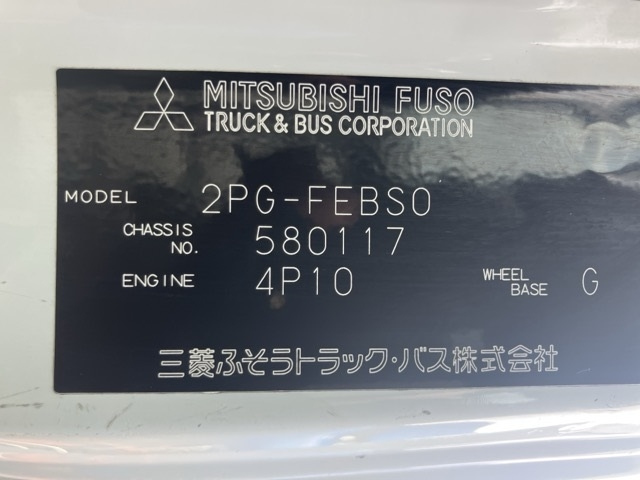 MITSUBISHI FUSO
TRUCK & BUS CORPORATION
MODEL 2PG-FEBS0
CHASSIS NO. 580117
ENGINE 4P10 WHEEL BASE G
三菱ふそうトラック・バス株式会社